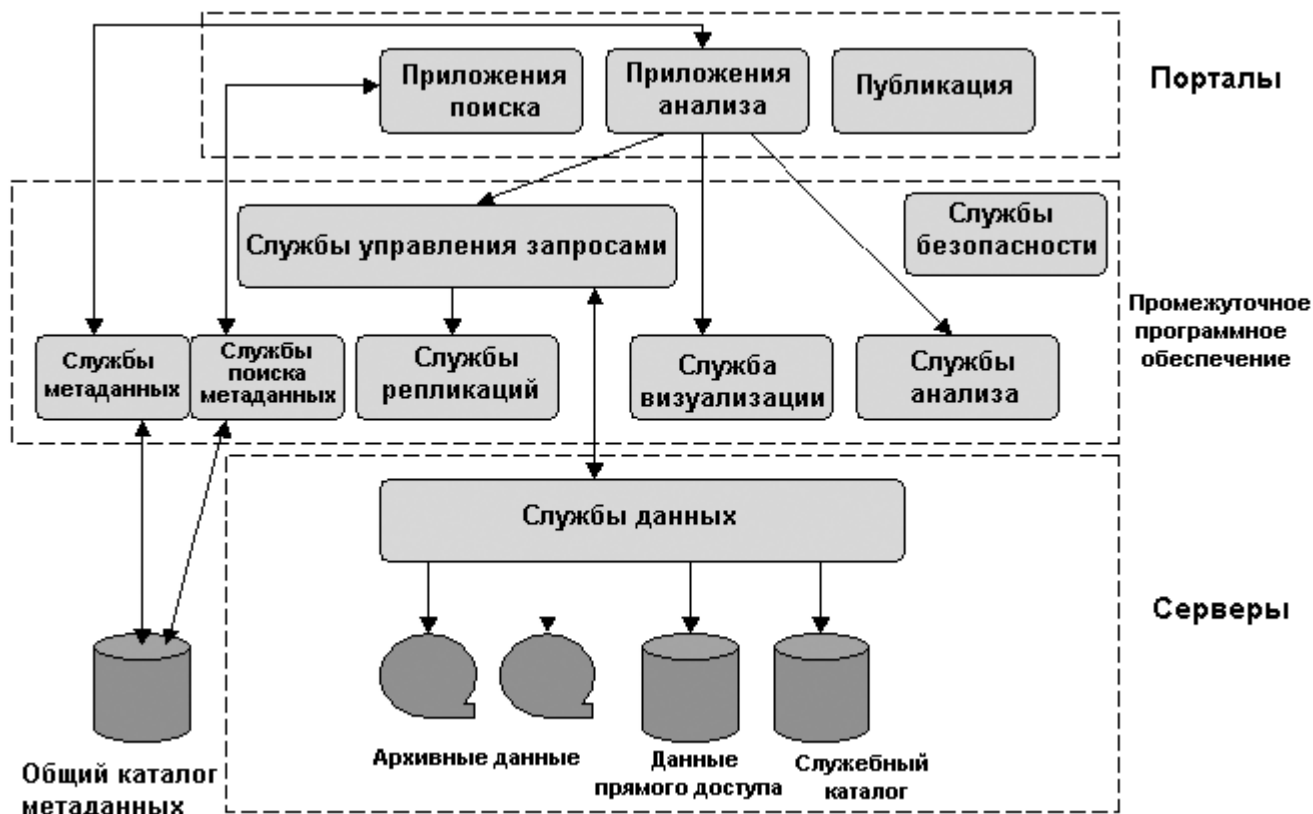 Приложения
поиска
Приложения
анализа
Публикация
Порталы
Службы управления запросами
Службы
безопасности
Промежуточное
программное
обеспечение
Службы
метаданных
Службы
поиска
метаданных
Службы
репликаций
Служба
визуализации
Службы
анализа
Службы данных
Серверы
Архивные данные
Данные
прямого доступа
Служебный
каталог
Общий каталог
метаданных